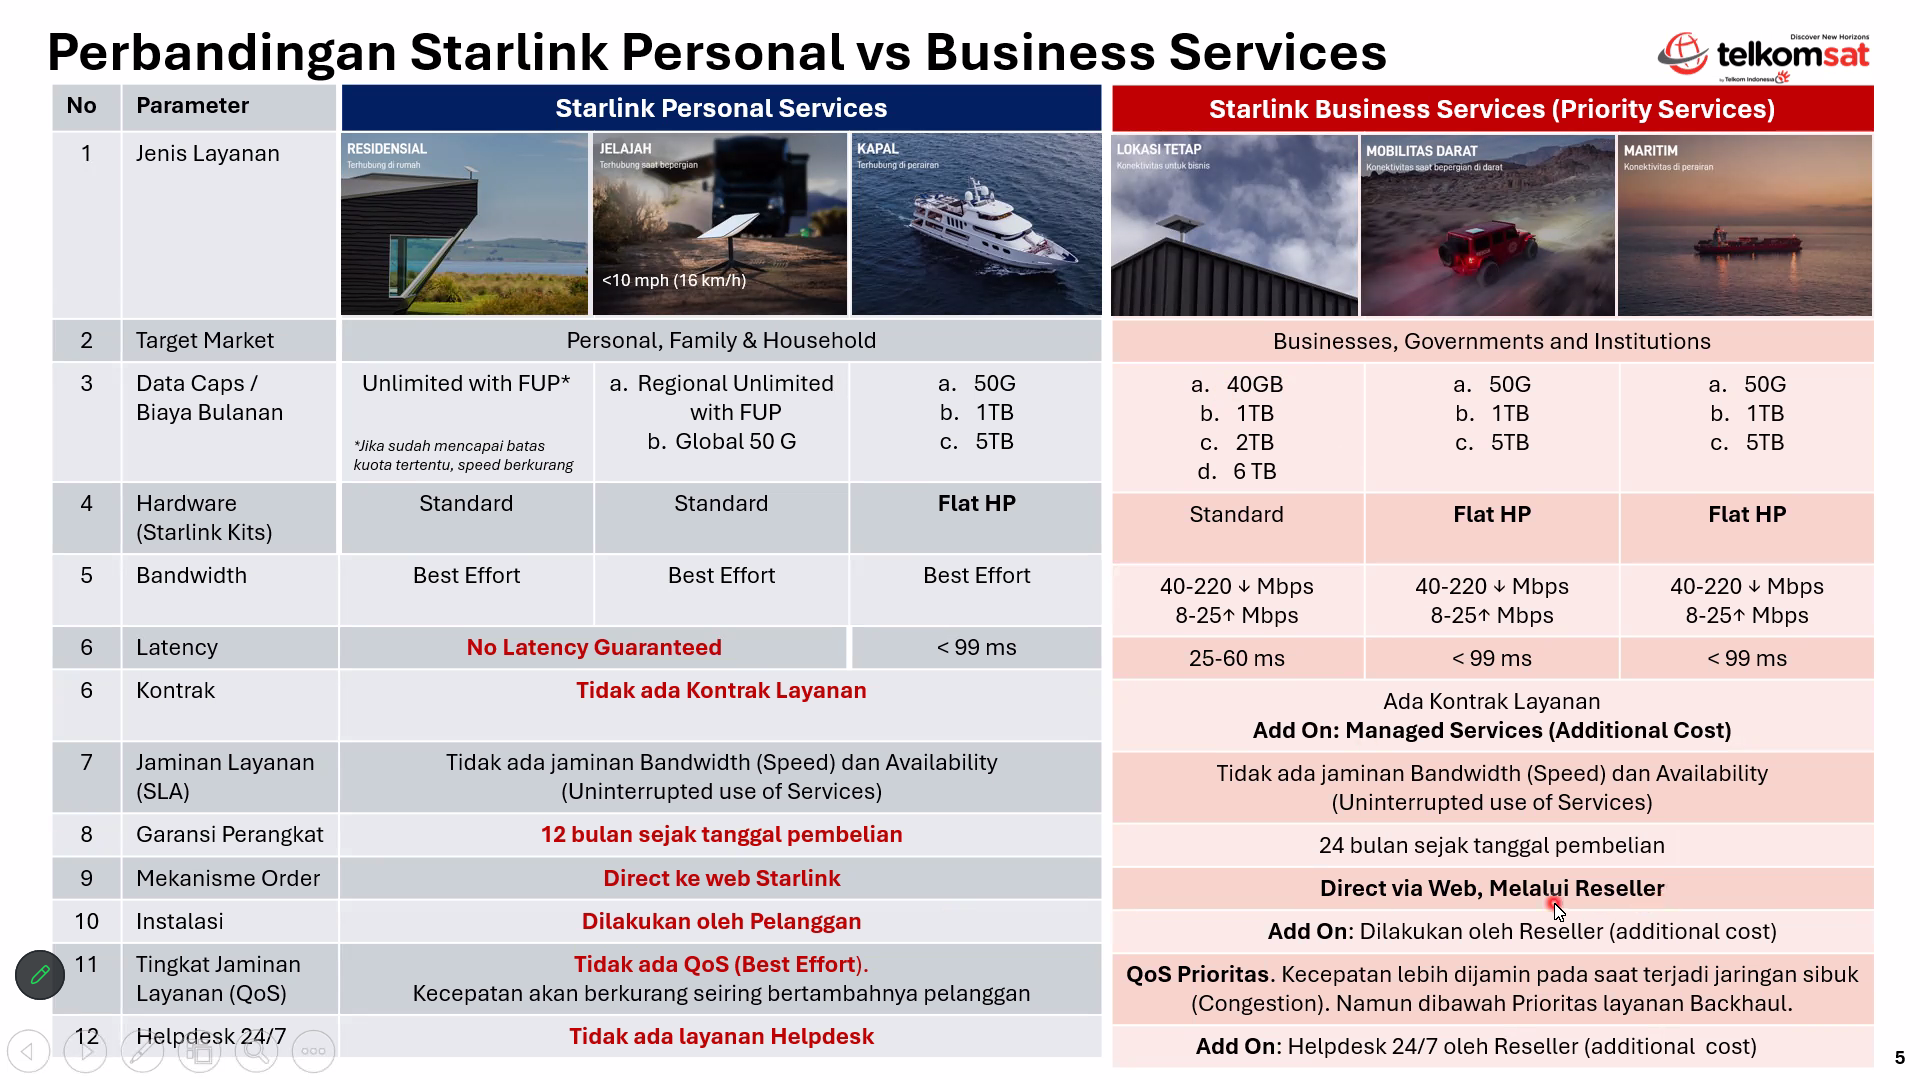 Perbandingan Starlink Personal vs Business Services
Discover New Horizons
telkomsat
by Telkom Indonesia
No
Parameter
Starlink Personal Services
Starlink Business Services (Priority Services)
1
Jenis Layanan
RESIDENSIAL
Terhubung di rumah
JELAJAH
Terhubung saat bepergian
<10 mph (16 km/h)
KAPAL
Terhubung di perairan
LOKASI TETAP
Konektivitas untuk bisnis
MOBILITAS DARAT
Konektivitas saat bepergian di darat
MARITIM
Konektivitas di perairan
2
Target Market
Personal, Family & Household
Businesses, Governments and Institutions
3
Data Caps /
Biaya Bulanan
Unlimited with FUP*
*Jika sudah mencapai batas
kuota tertentu, speed berkurang
a. Regional Unlimited
with FUP
b. Global 50 G
a. 50G
b. 1TB
c. 5TB
a. 40GB
b. 1TB
c. 2TB
d. 6 TB
a. 50G
b. 1TB
c. 5TB
a. 50G
b. 1TB
c. 5TB
4
Hardware
(Starlink Kits)
Standard
Standard
Flat HP
Standard
Flat HP
Flat HP
5
Bandwidth
Best Effort
Best Effort
Best Effort
40-220 ↓ Mbps
8-25↑ Mbps
40-220 ↓ Mbps
8-25↑ Mbps
40-220 ↓ Mbps
8-25↑ Mbps
6
Latency
No Latency Guaranteed
< 99 ms
25-60 ms
< 99 ms
< 99 ms
6
Kontrak
Tidak ada Kontrak Layanan
Ada Kontrak Layanan
Add On: Managed Services (Additional Cost)
7
Jaminan Layanan
(SLA)
Tidak ada jaminan Bandwidth (Speed) dan Availability
(Uninterrupted use of Services)
Tidak ada jaminan Bandwidth (Speed) dan Availability
(Uninterrupted use of Services)
8
Garansi Perangkat
12 bulan sejak tanggal pembelian
24 bulan sejak tanggal pembelian
9
Mekanisme Order
Direct ke web Starlink
Direct via Web, Melalui Reseller
10
Instalasi
Dilakukan oleh Pelanggan
Add On: Dilakukan oleh Reseller (additional cost)
11
Tingkat Jaminan
Layanan (QoS)
Tidak ada QoS (Best Effort).
Kecepatan akan berkurang seiring bertambahnya pelanggan
QoS Prioritas. Kecepatan lebih dijamin pada saat terjadi jaringan sibuk
(Congestion). Namun dibawah Prioritas layanan Backhaul.
12
Helpdesk 24/7
Tidak ada layanan Helpdesk
Add On: Helpdesk 24/7 oleh Reseller (additional cost)
5